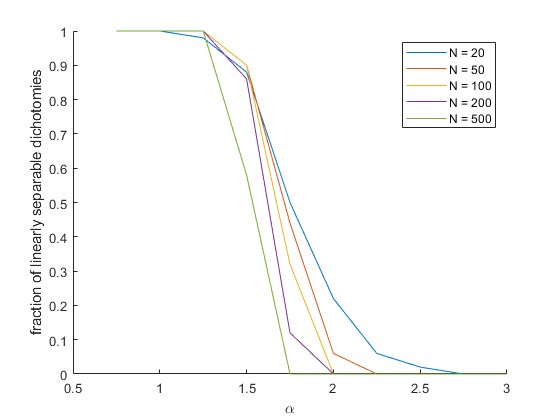 1
0.9
0.8
0.7
0.6
0.5
0.4
0.3
0.2
0.1
0
fraction of linearly separable dichotomies
0.5
1
1.5
2
2.5
3
α
N = 20
N = 50
N = 100
N = 200
N = 500